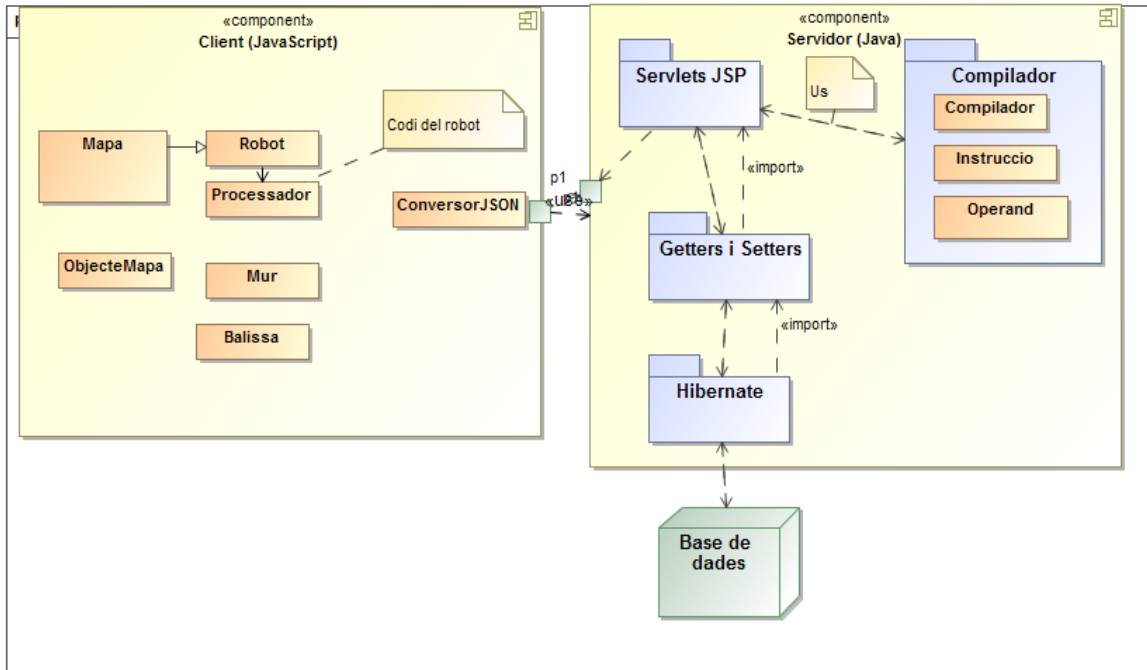 «component»
Client (JavaScript)
Mapa
Robot
Processador
Codi del robot
ConversorJSON
ObjecteMapa
Mur
Balissa
p1
«use»
«component»
Servidor (Java)
Servlets JSP
Us
Compilador
Compilador
Instruccio
Operand
«import»
Getters i Setters
«import»
Hibernate
Base de
dades